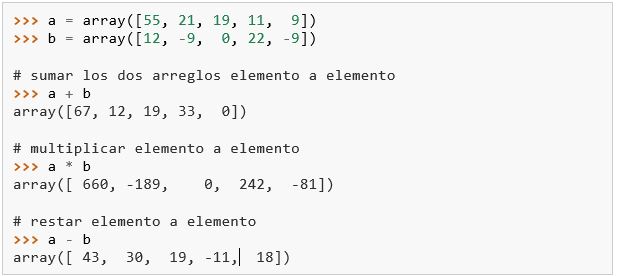 >>> a = array([55, 21, 19, 11,  9])
>>> b = array([12, -9,  0, 22, -9])
# sumar los dos arreglos elemento a elemento
>>> a + b
array([67, 12, 19, 33,  0])
# multiplicar elemento a elemento
>>> a * b
array([ 660, -189,    0,  242,  -81])
# restar elemento a elemento
>>> a - b
array([ 43,  30,  19, -11,  18])